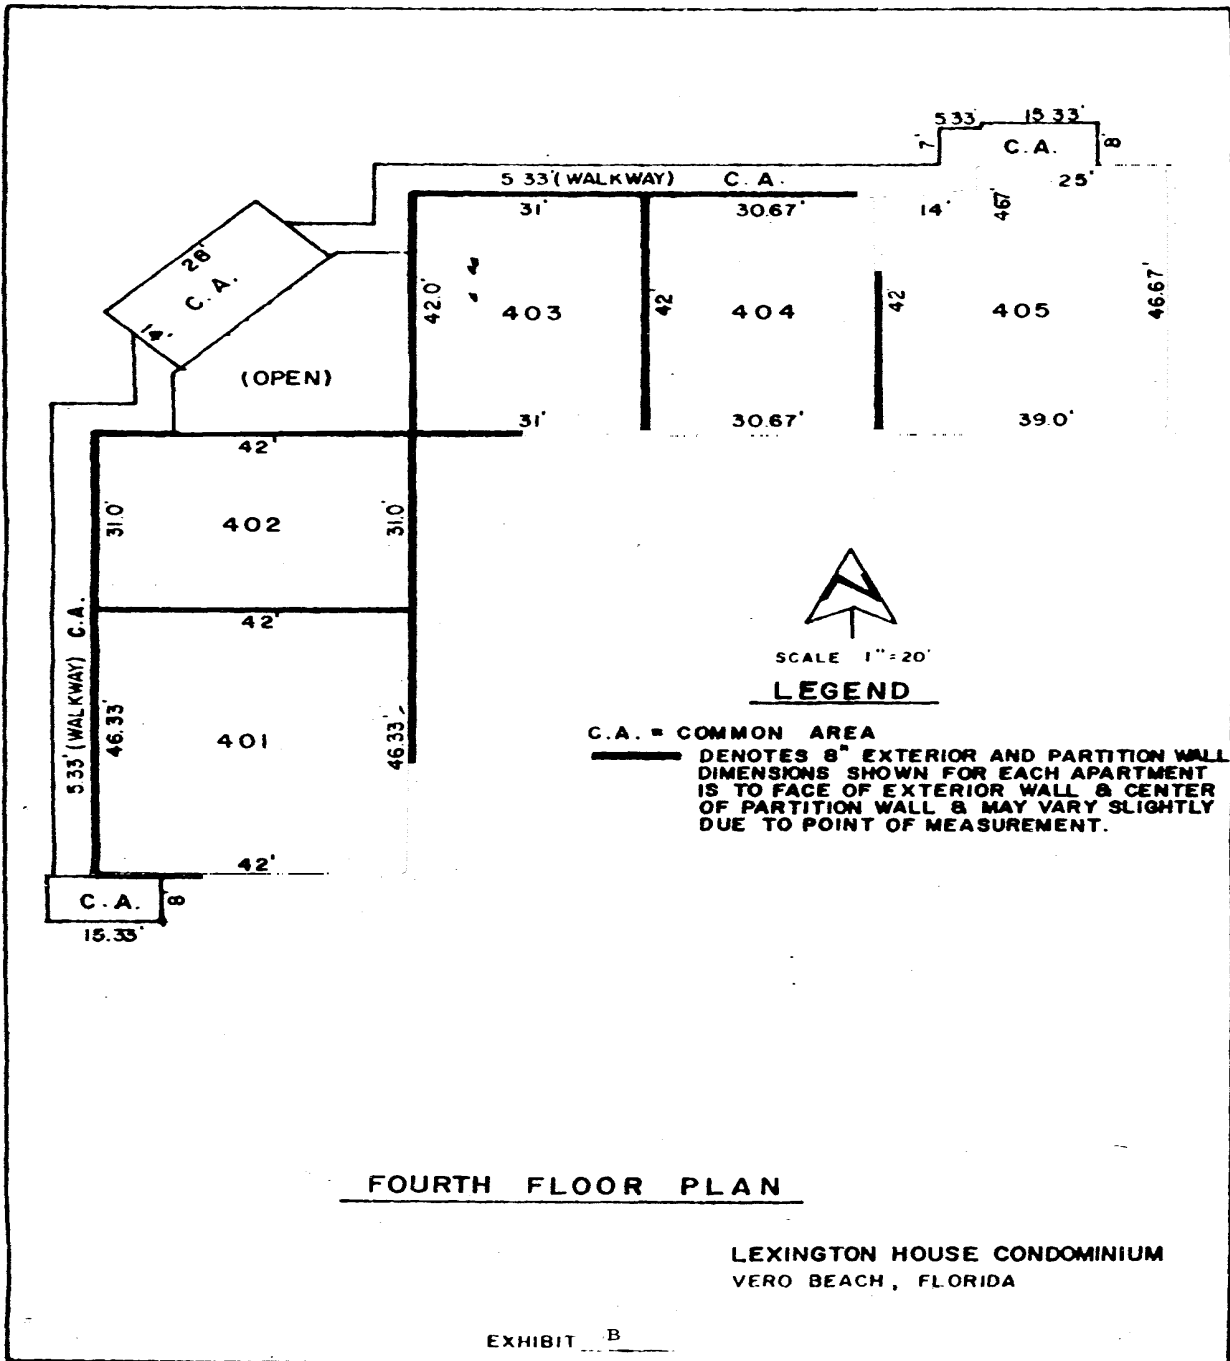 5.33' 15.33'
7' C.A. 8'
5.33' (WALKWAY) C.A. 25'
31' 30.67' 14' 4.67'
28'
C.A.
14'
42.0' 403 42' 404 42' 405 46.67'
(OPEN)
31' 30.67' 39.0'
42'
31.0' 402 31.0'
42'
5.33' (WALKWAY) C.A.
46.33' 401 46.33'
42'
C.A. 8'
15.33'
N
SCALE 1"=20'
LEGEND
C.A. = COMMON AREA
DENOTES 8" EXTERIOR AND PARTITION WALL
DIMENSIONS SHOWN FOR EACH APARTMENT
IS TO FACE OF EXTERIOR WALL & CENTER
OF PARTITION WALL & MAY VARY SLIGHTLY
DUE TO POINT OF MEASUREMENT.
FOURTH FLOOR PLAN
LEXINGTON HOUSE CONDOMINIUM
VERO BEACH, FLORIDA
EXHIBIT B